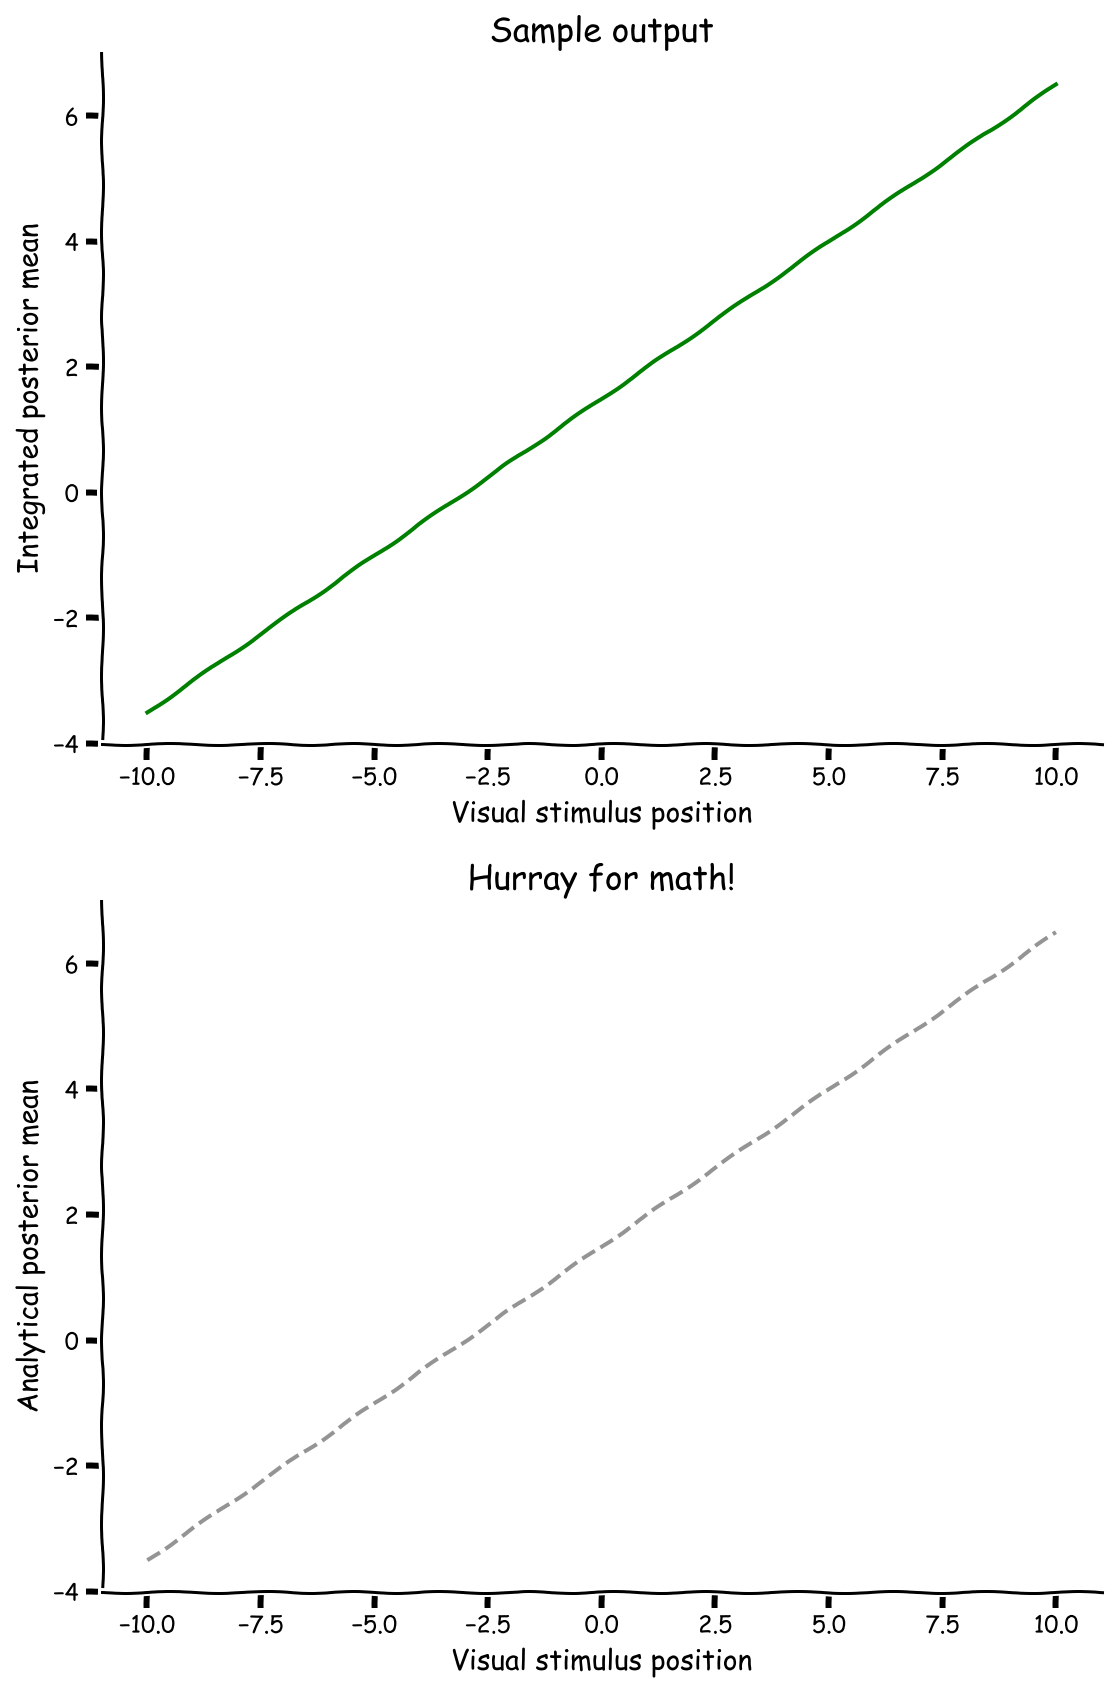 Sample output
Integrated posterior mean
6
4
2
0
−2
−4
−10.0 −7.5 −5.0 −2.5 0.0 2.5 5.0 7.5 10.0
Visual stimulus position
Hurray for math!
Analytical posterior mean
6
4
2
0
−2
−4
−10.0 −7.5 −5.0 −2.5 0.0 2.5 5.0 7.5 10.0
Visual stimulus position